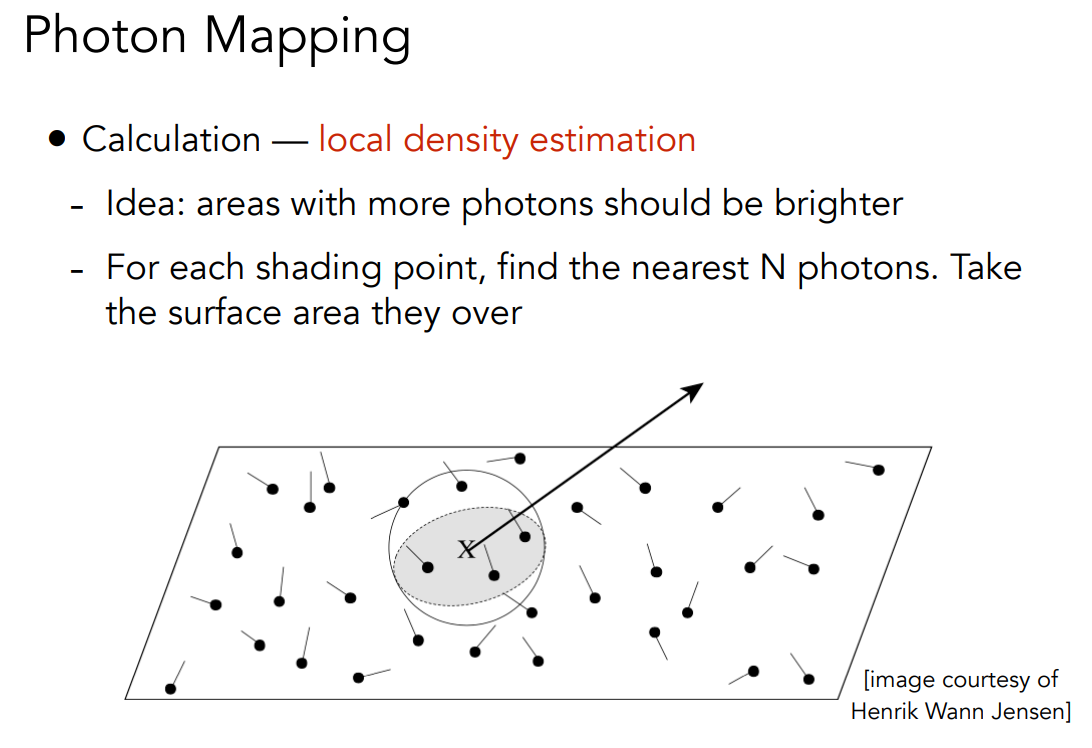 Photon Mapping
• Calculation — local density estimation
- Idea: areas with more photons should be brighter
- For each shading point, find the nearest N photons. Take
the surface area they over
X
[image courtesy of
Henrik Wann Jensen]